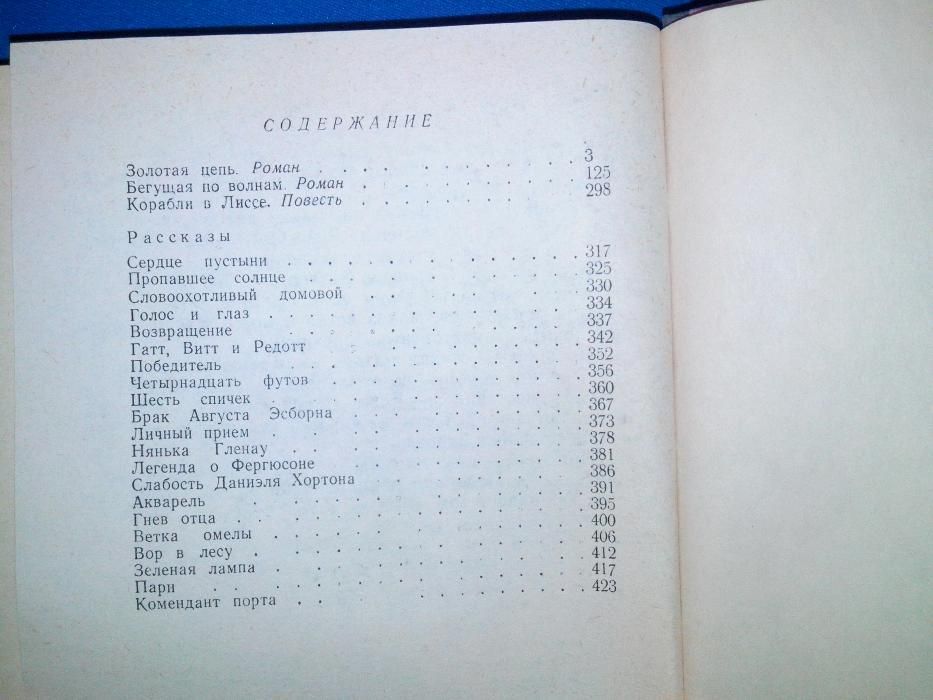 СОДЕРЖАНИЕ
Золотая цепь. Роман . . . . . . . . . . 3
Бегущая по волнам. Роман . . . . . . . . . 125
Корабли в Лиссе. Повесть . . . . . . . . 298
Рассказы
Сердце пустыни . . . . . . . . . . . 317
Пропавшее солнце . . . . . . . . . . 325
Словоохотливый домовой . . . . . . . . 330
Голос и глаз . . . . . . . . . . . . 334
Возвращение . . . . . . . . . . . 337
Гатт, Витт и Редотт . . . . . . . . . 342
Победитель . . . . . . . . . . . 352
Четырнадцать футов . . . . . . . . . . 356
Шесть спичек . . . . . . . . . . . 360
Брак Августа Эсборна . . . . . . . . . 367
Личный прием . . . . . . . . . . . 373
Нянька Гленау . . . . . . . . . . . 378
Легенда о Фергюсоне . . . . . . . . . 381
Слабость Даниэля Хортона . . . . . . . . 386
Акварель . . . . . . . . . . . . 391
Гнев отца . . . . . . . . . . . . 395
Ветка омелы . . . . . . . . . . . 400
Вор в лесу . . . . . . . . . . . . 406
Зеленая лампа . . . . . . . . . . . 412
Пари . . . . . . . . . . . . . 417
Комендант порта . . . . . . . . . . 423